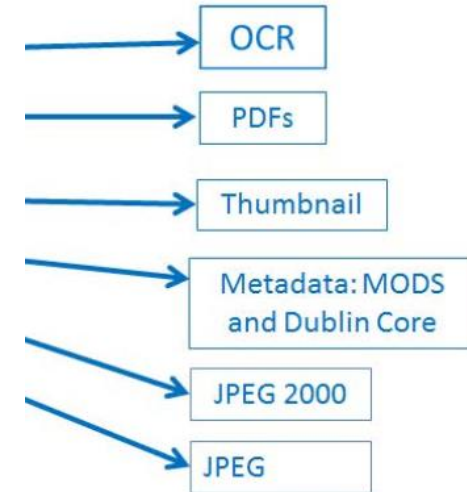 OCR
PDFs
Thumbnail
Metadata: MODS
and Dublin Core
JPEG 2000
JPEG